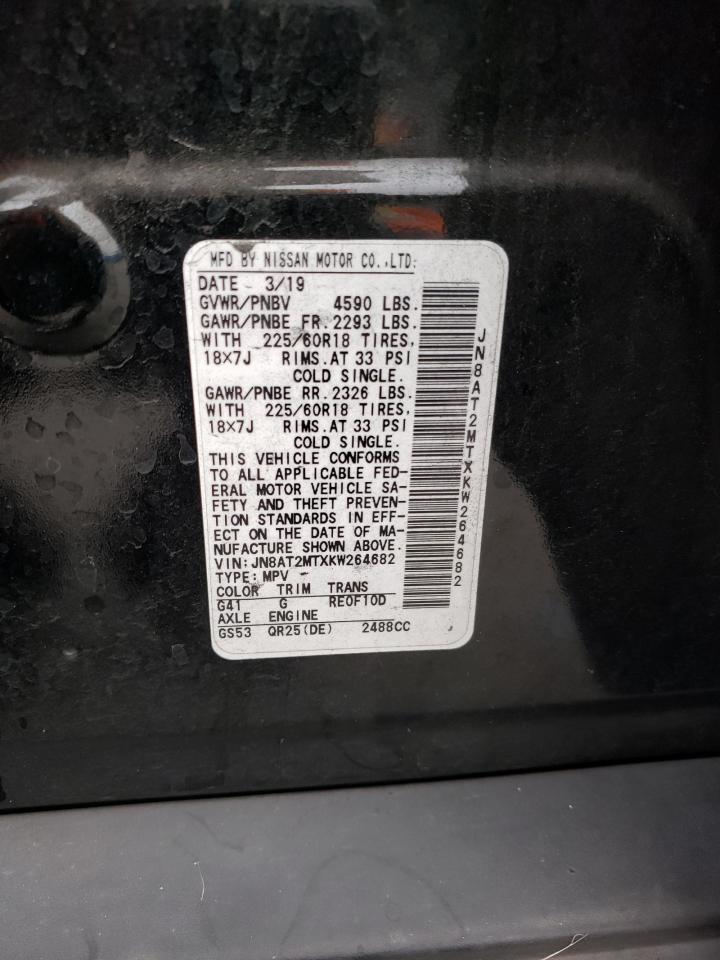 MFD BY NISSAN MOTOR CO.,LTD.
DATE 3/19
GVWR/PNBV 4590 LBS.
GAWR/PNBE FR.2293 LBS.
WITH 225/60R18 TIRES,
18X7J RIMS.AT 33 PSI
COLD SINGLE.
GAWR/PNBE RR.2326 LBS.
WITH 225/60R18 TIRES,
18X7J RIMS.AT 33 PSI
COLD SINGLE.
THIS VEHICLE CONFORMS
TO ALL APPLICABLE FED-
ERAL MOTOR VEHICLE SA-
FETY AND THEFT PREVEN-
TION STANDARDS IN EFF-
ECT ON THE DATE OF MA-
NUFACTURE SHOWN ABOVE.
VIN:JN8AT2MTXKW264682
TYPE:MPV
COLOR TRIM TRANS
G41 G RE0F10D
AXLE ENGINE
GS53 QR25(DE) 2488CC
JN8AT2MTXKW264682